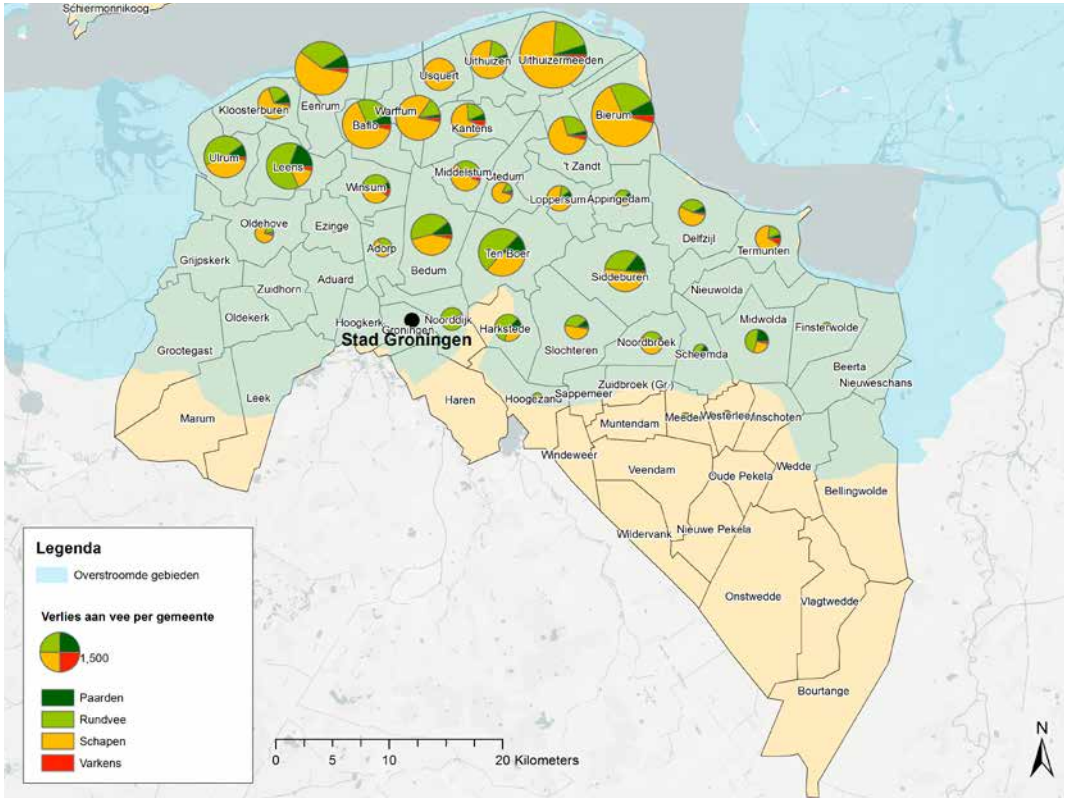 Schiermonnikoog
Uithuizen
Uithuizermeeden
Usquert
Kloosterburen
Eenrum
Warffum
Baflo
Kantens
Bierum
Ulrum
Leens
't Zandt
Middelstum
Stedum
Winsum
Loppersum
Appingedam
Oldehove
Ezinge
Delfzijl
Adorp
Termunten
Grijpskerk
Ten Boer
Bedum
Aduard
Siddeburen
Zuidhorn
Nieuwolda
Oldekerk
Hoogkerk
Groningen
Noorddijk
Harkstede
Midwolda
Finsterwolde
Stad Groningen
Noordbroek
Grootegast
Slochteren
Scheemda
Beerta
Nieuweschans
Zuidbroek (Gr.)
Sappemeer
Leek
Haren
Hoogezand
Marum
Meeden
Westerlee
Winschoten
Muntendam
Windeweer
Veendam
Wedde
Oude Pekela
Bellingwolde
Nieuwe Pekela
Wildervank
Onstwedde
Vlagtwedde
Bourtange
Legenda
Overstroomde gebieden
Verlies aan vee per gemeente
1,500
Paarden
Rundvee
Schapen
Varkens
0 10 20 Kilometers
N